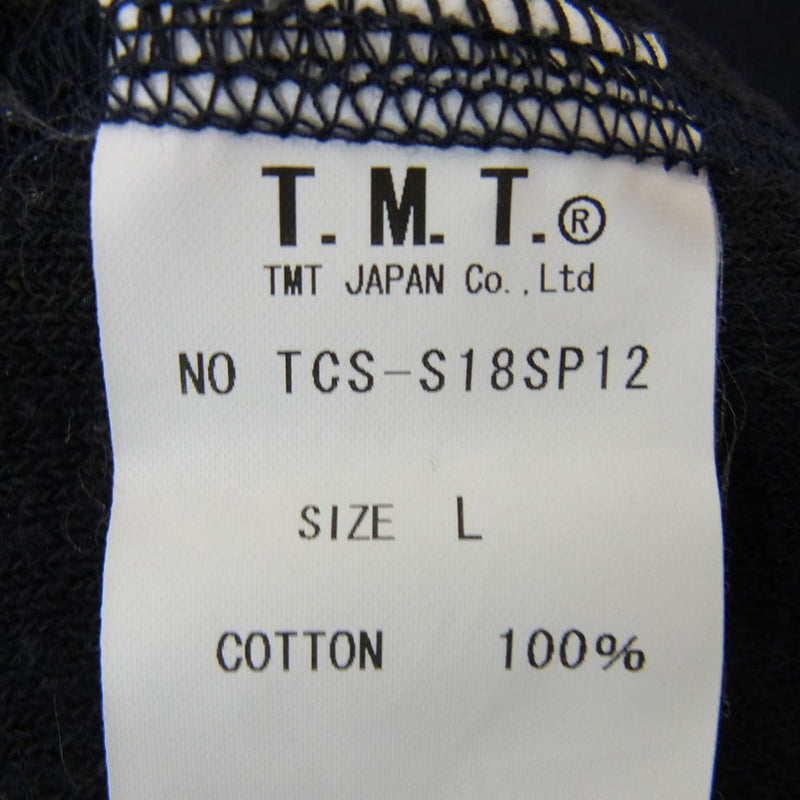 T.M.T.®
TMT JAPAN Co.,Ltd
NO TCS-S18SP12
SIZE L
COTTON 100%